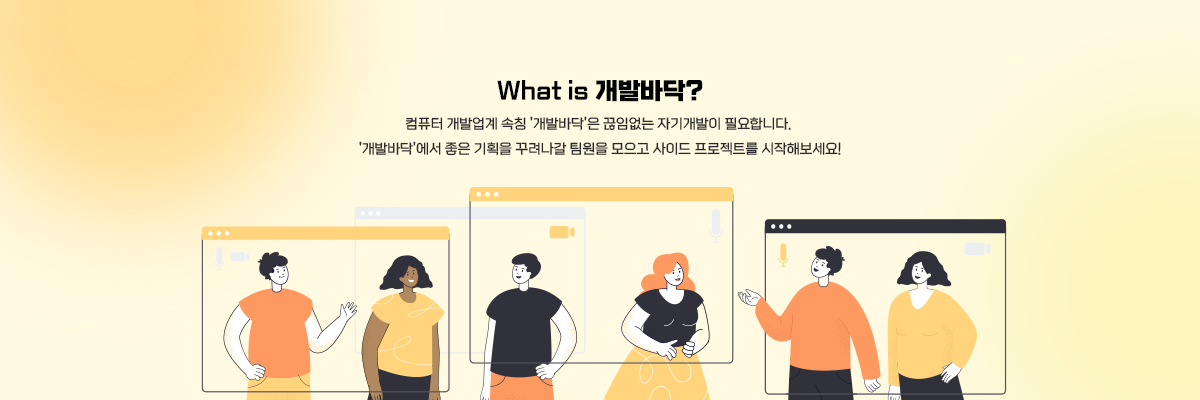 What is 개발바닥?
컴퓨터 개발업계 속칭 '개발바닥'은 끊임없는 자기개발이 필요합니다.
'개발바닥'에서 좋은 기획을 꾸려나갈 팀원을 모으고 사이드 프로젝트를 시작해보세요!